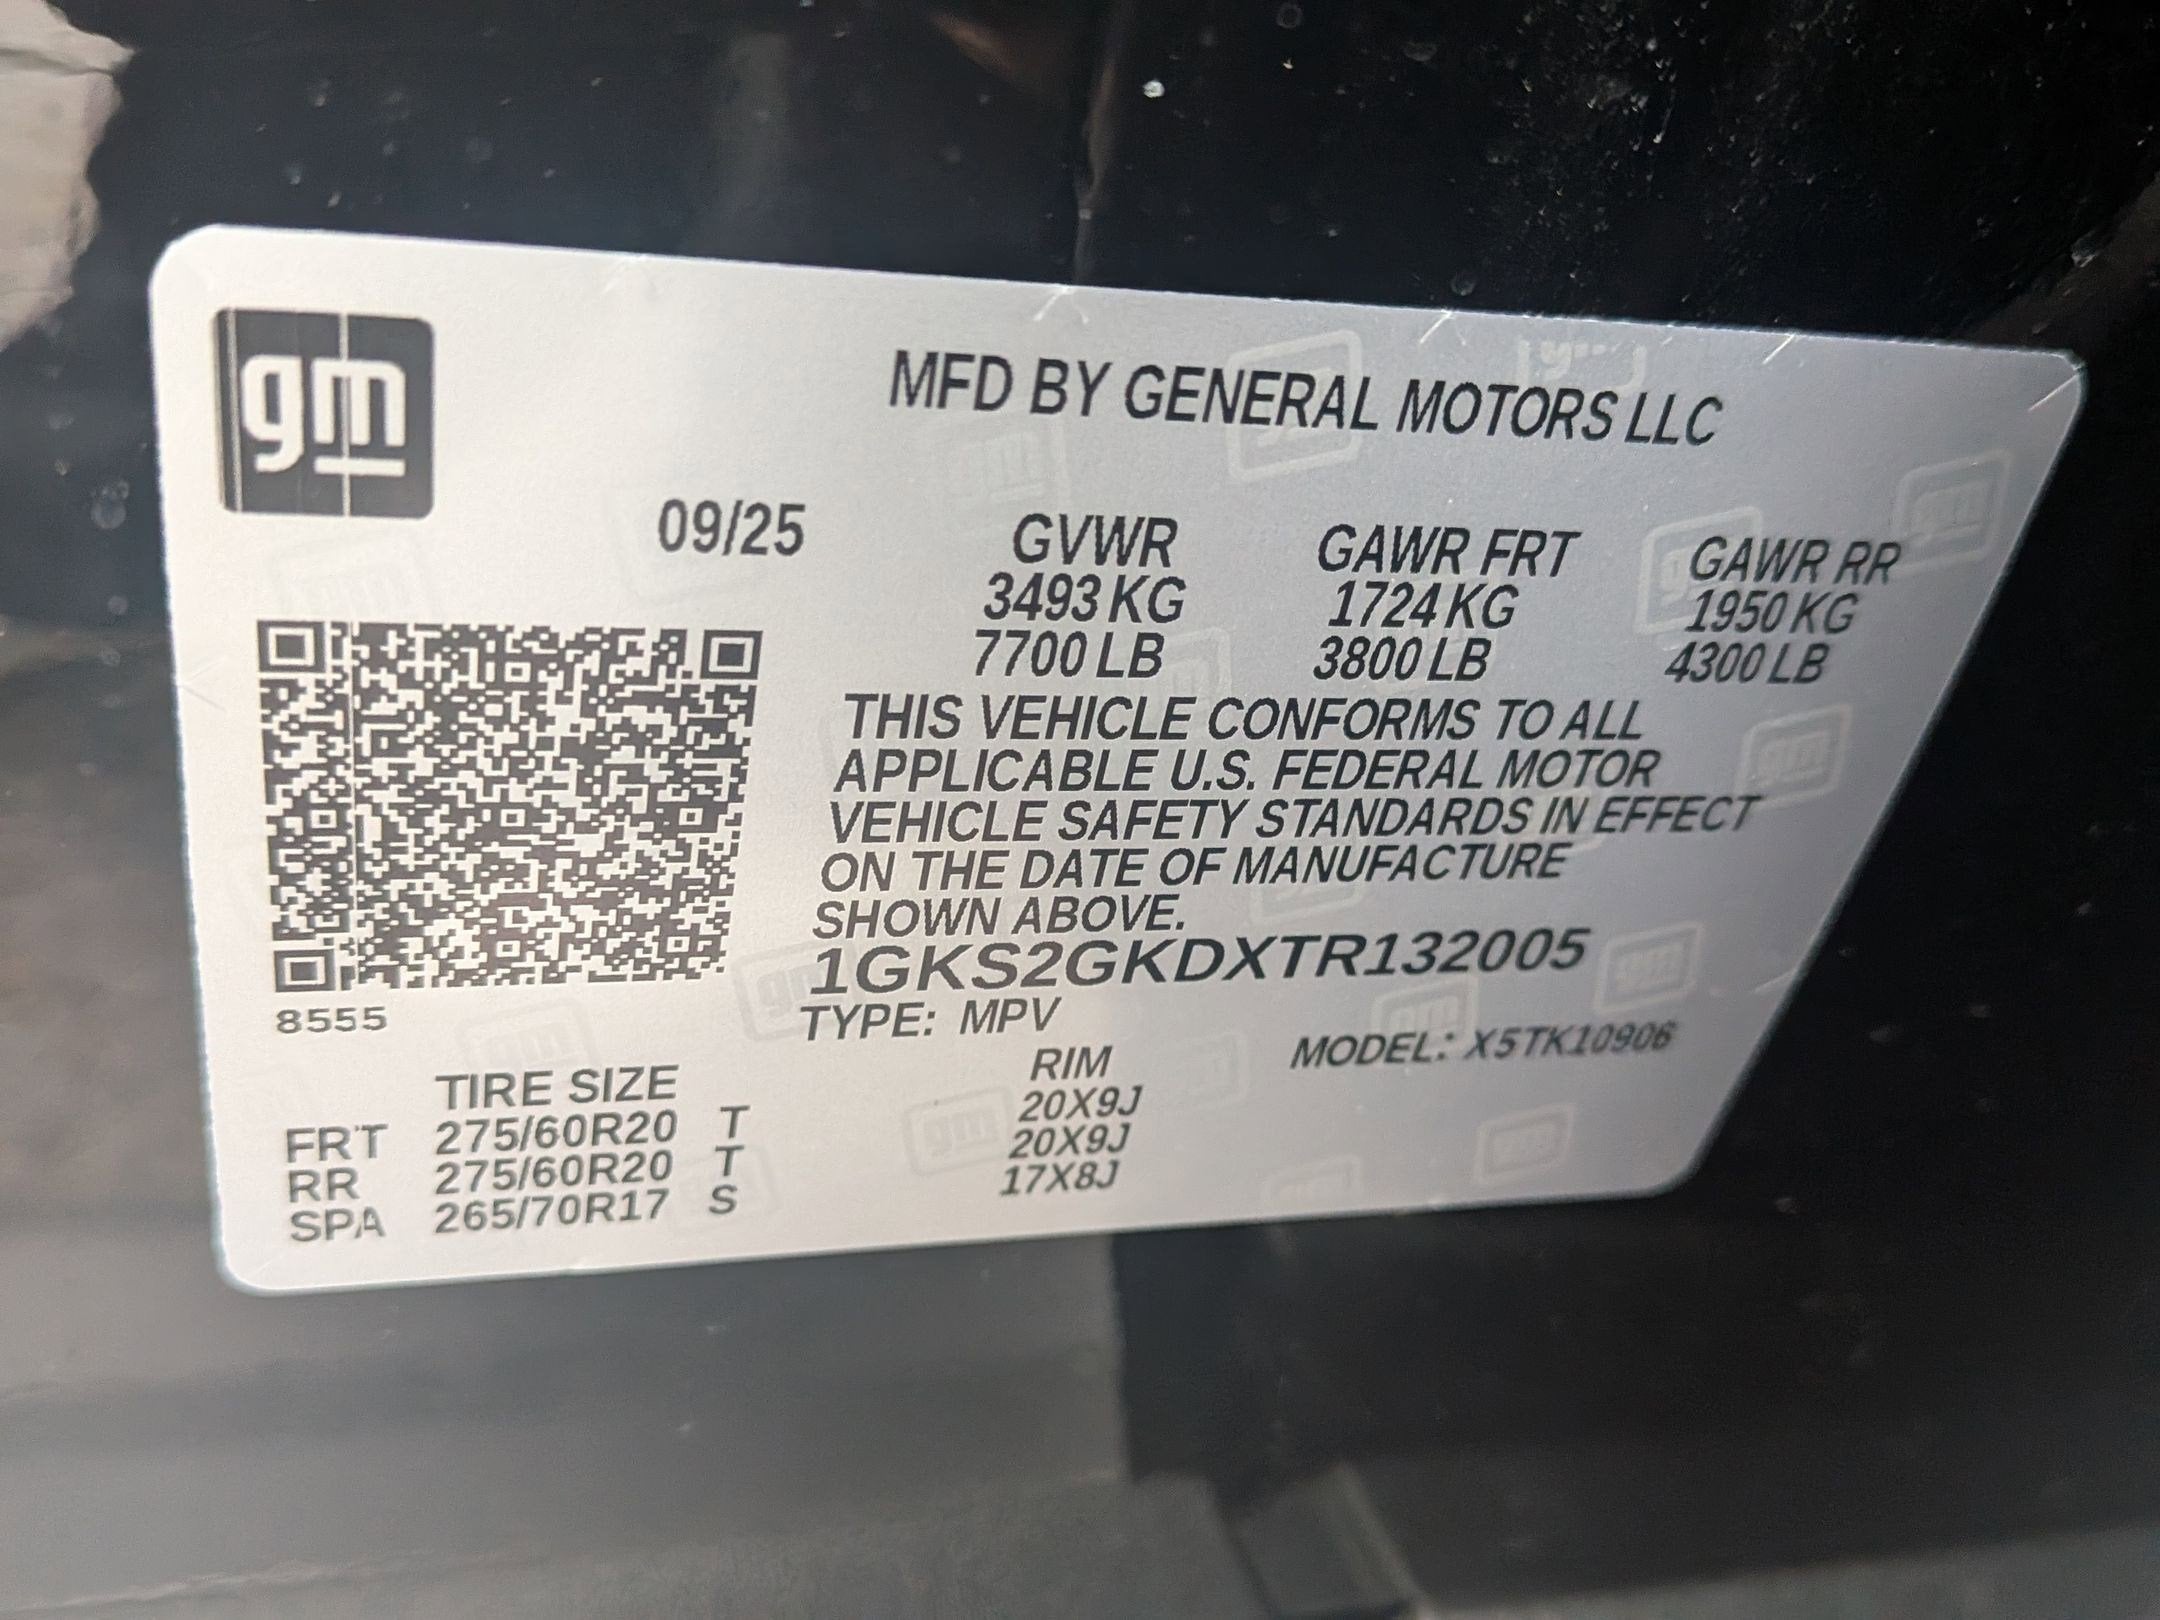 gm
MFD BY GENERAL MOTORS LLC
09/25
GVWR GAWR FRT GAWR RR
3493 KG 1724 KG 1950 KG
7700 LB 3800 LB 4300 LB
THIS VEHICLE CONFORMS TO ALL
APPLICABLE U.S. FEDERAL MOTOR
VEHICLE SAFETY STANDARDS IN EFFECT
ON THE DATE OF MANUFACTURE
SHOWN ABOVE.
1GKS2GKDXTR132005
8555
TYPE: MPV MODEL: X5TK10906
TIRE SIZE RIM
FRT 275/60R20 T 20X9J
RR 275/60R20 T 20X9J
SPA 265/70R17 S 17X8J